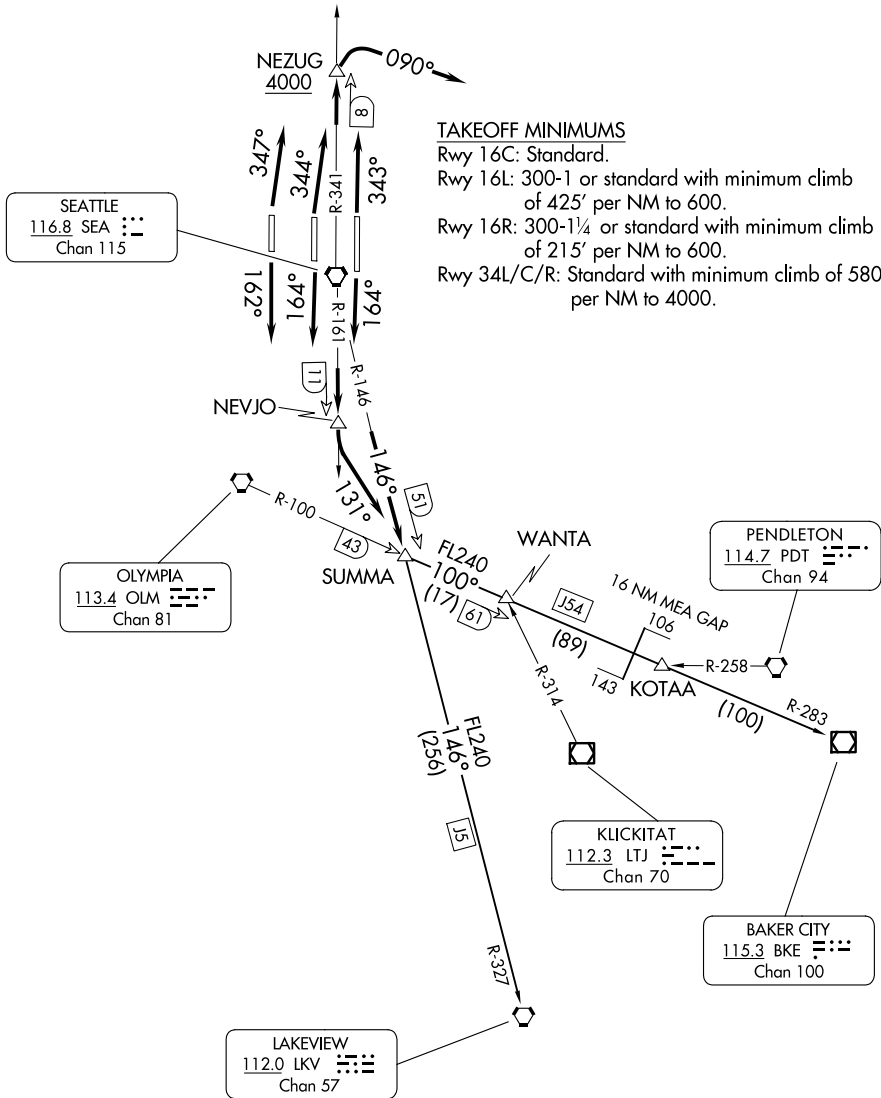 NEZUG
4000
090°
8
347°
344°
343°
R-341
TAKEOFF MINIMUMS
Rwy 16C: Standard.
Rwy 16L: 300-1 or standard with minimum climb
of 425' per NM to 600.
Rwy 16R: 300-1¼ or standard with minimum climb
of 215' per NM to 600.
Rwy 34L/C/R: Standard with minimum climb of 580
per NM to 4000.
SEATTLE
116.8 SEA
Chan 115
162°
164°
R-161
164°
11
R-146
NEVJO
131°
146°
51
R-100
43
SUMMA
OLYMPIA
113.4 OLM
Chan 81
FL240
100°
(17)
61
WANTA
J54
(89)
16 NM MEA GAP
106
143
KOTAA
R-258
PENDLETON
114.7 PDT
Chan 94
R-314
(100)
R-283
FL240
146°
(256)
J5
KLICKITAT
112.3 LTJ
Chan 70
BAKER CITY
115.3 BKE
Chan 100
R-327
LAKEVIEW
112.0 LKV
Chan 57